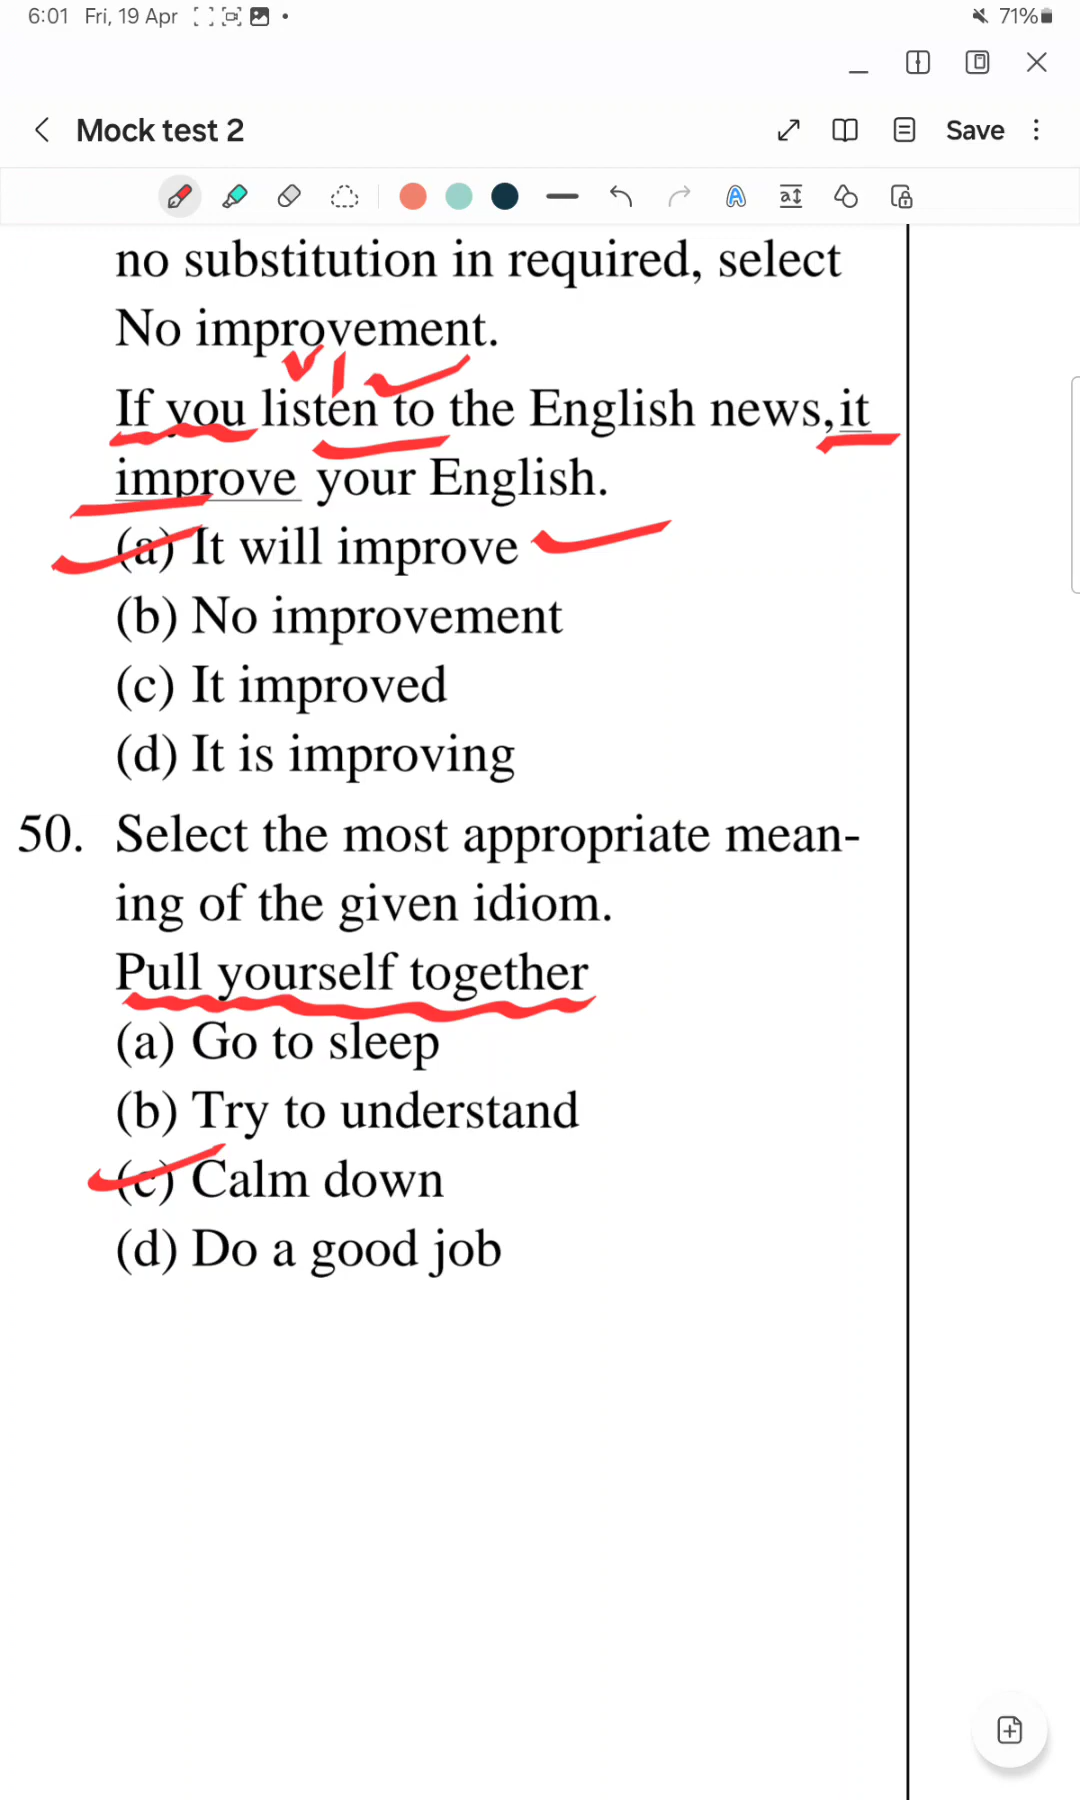 6:01 Fri, 19 Apr
71%
Mock test 2
Save
no substitution in required, select
No improvement.
If you listen to the English news, it
improve your English.
(a) It will improve
(b) No improvement
(c) It improved
(d) It is improving
50. Select the most appropriate mean-
ing of the given idiom.
Pull yourself together
(a) Go to sleep
(b) Try to understand
(c) Calm down
(d) Do a good job